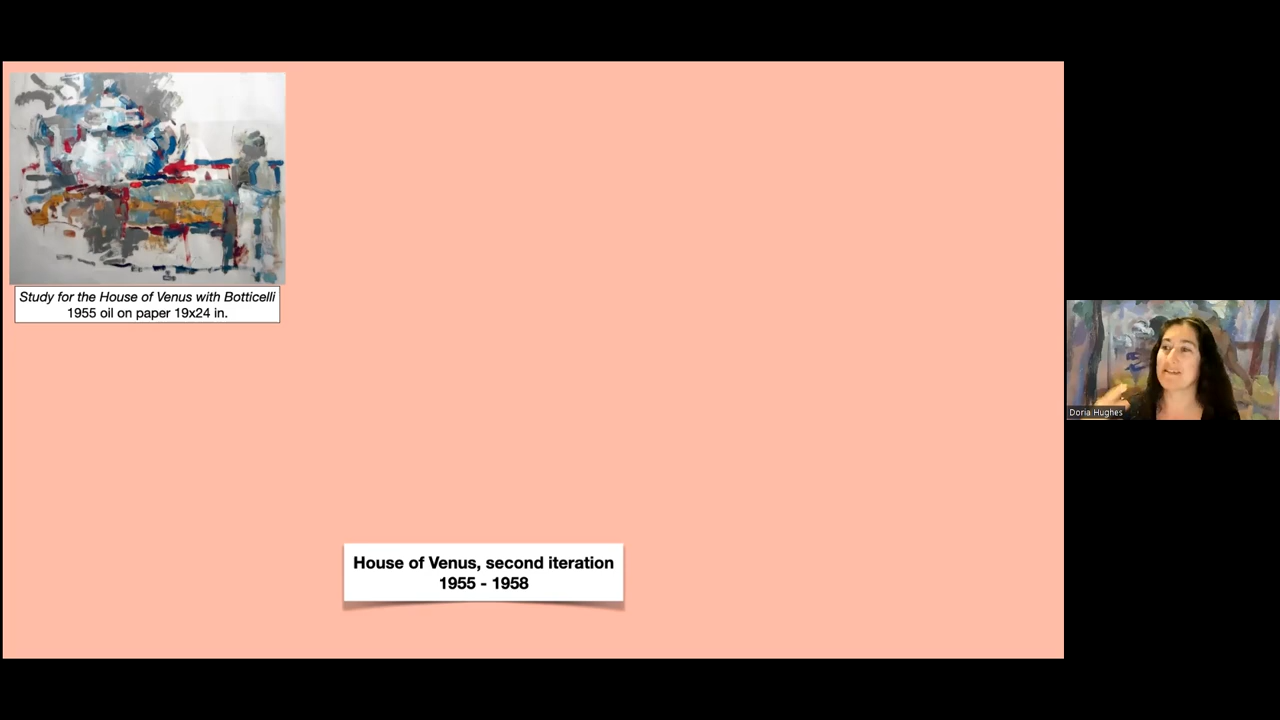 Study for the House of Venus with Botticelli
1955 oil on paper 19x24 in.
House of Venus, second iteration
1955 - 1958
Doria Hughes